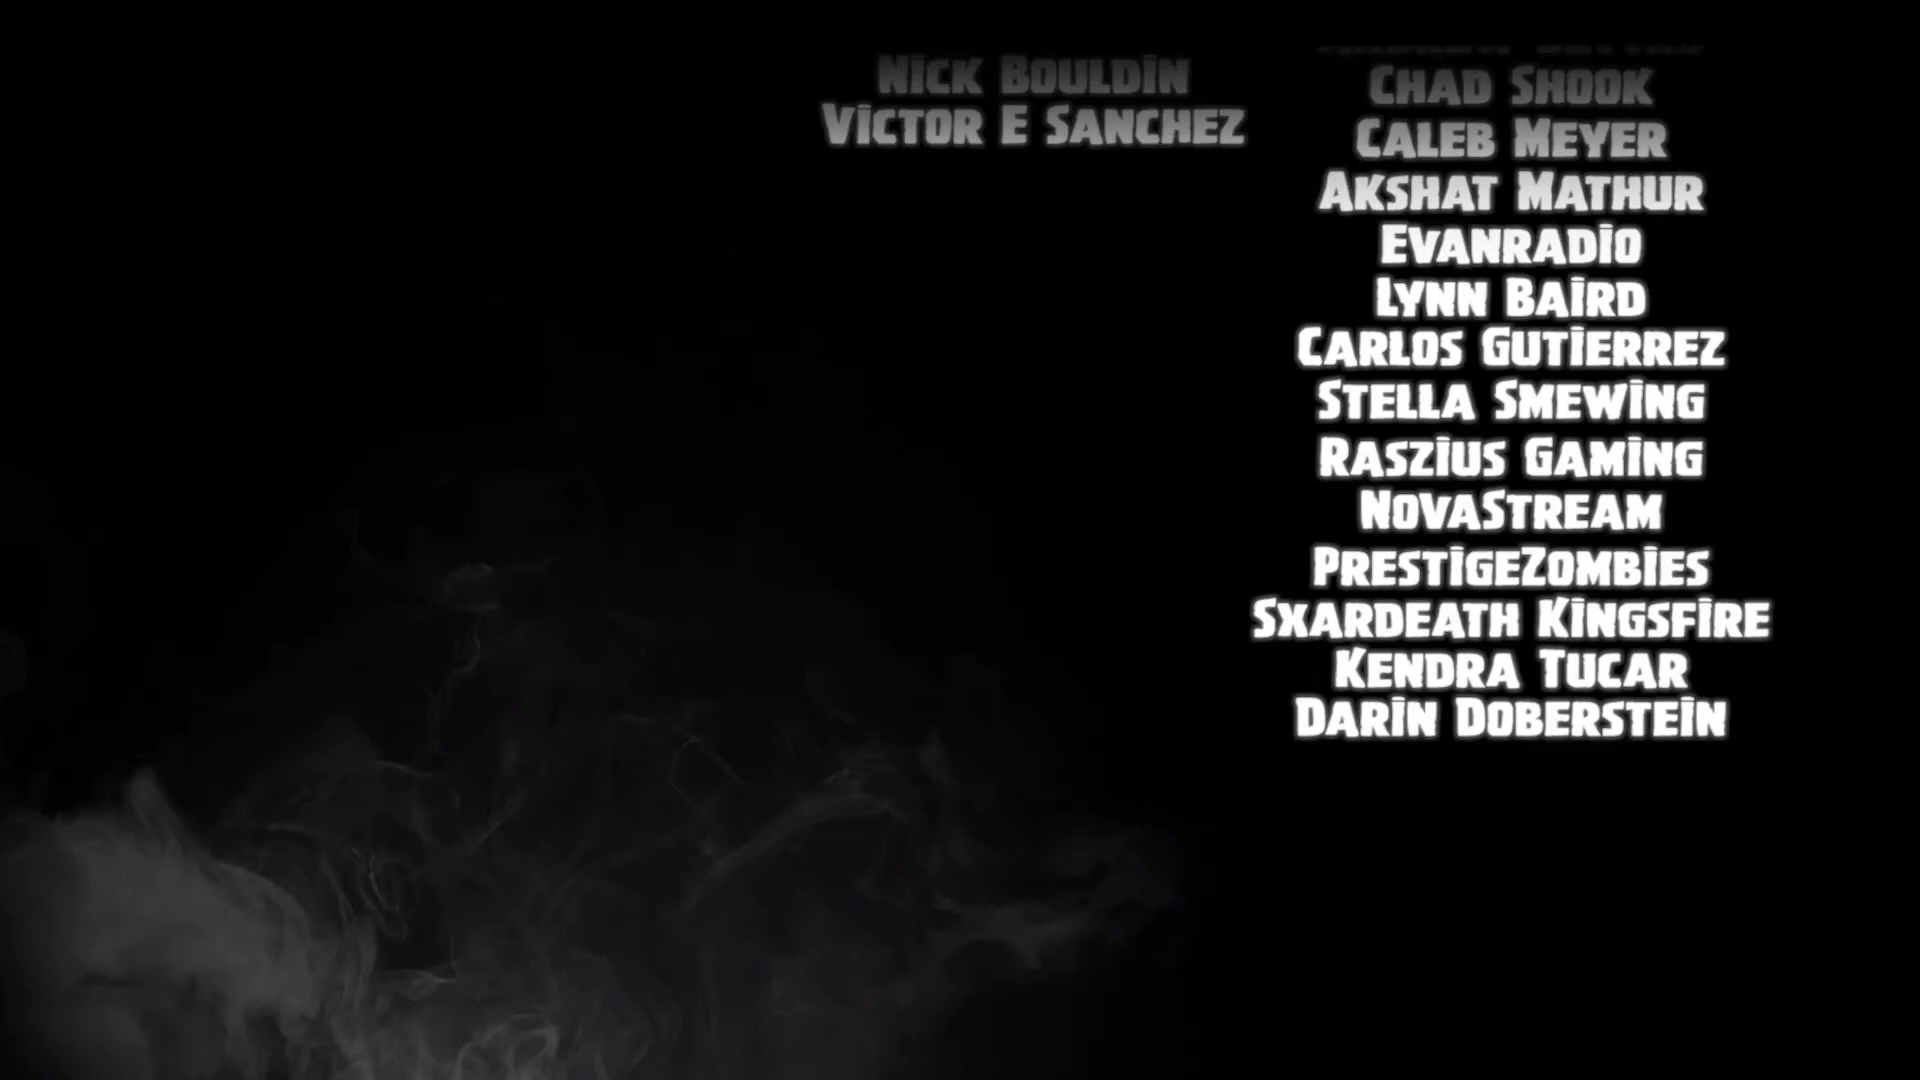 Nick Bouldin
Victor E Sanchez
Chad Shook
Caleb Meyer
Akshat Mathur
Evanradio
Lynn Baird
Carlos Gutierrez
Stella Smewing
Raszius Gaming
NovaStream
PrestigeZombies
Sxardeath Kingsfire
Kendra Tucar
Darin Doberstein